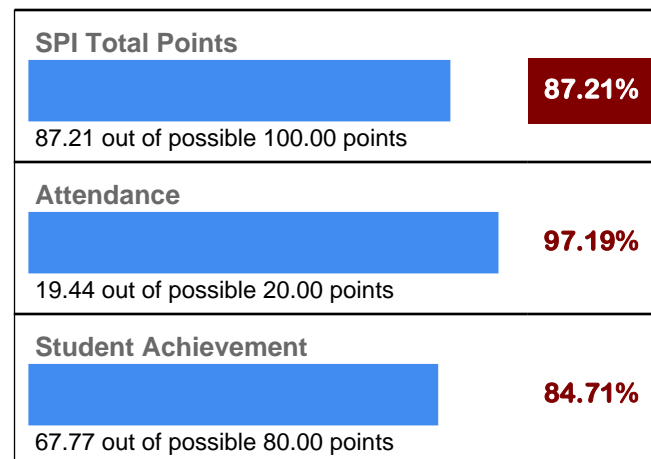 SPI Total Points
87.21%
87.21 out of possible 100.00 points
Attendance
97.19%
19.44 out of possible 20.00 points
Student Achievement
84.71%
67.77 out of possible 80.00 points